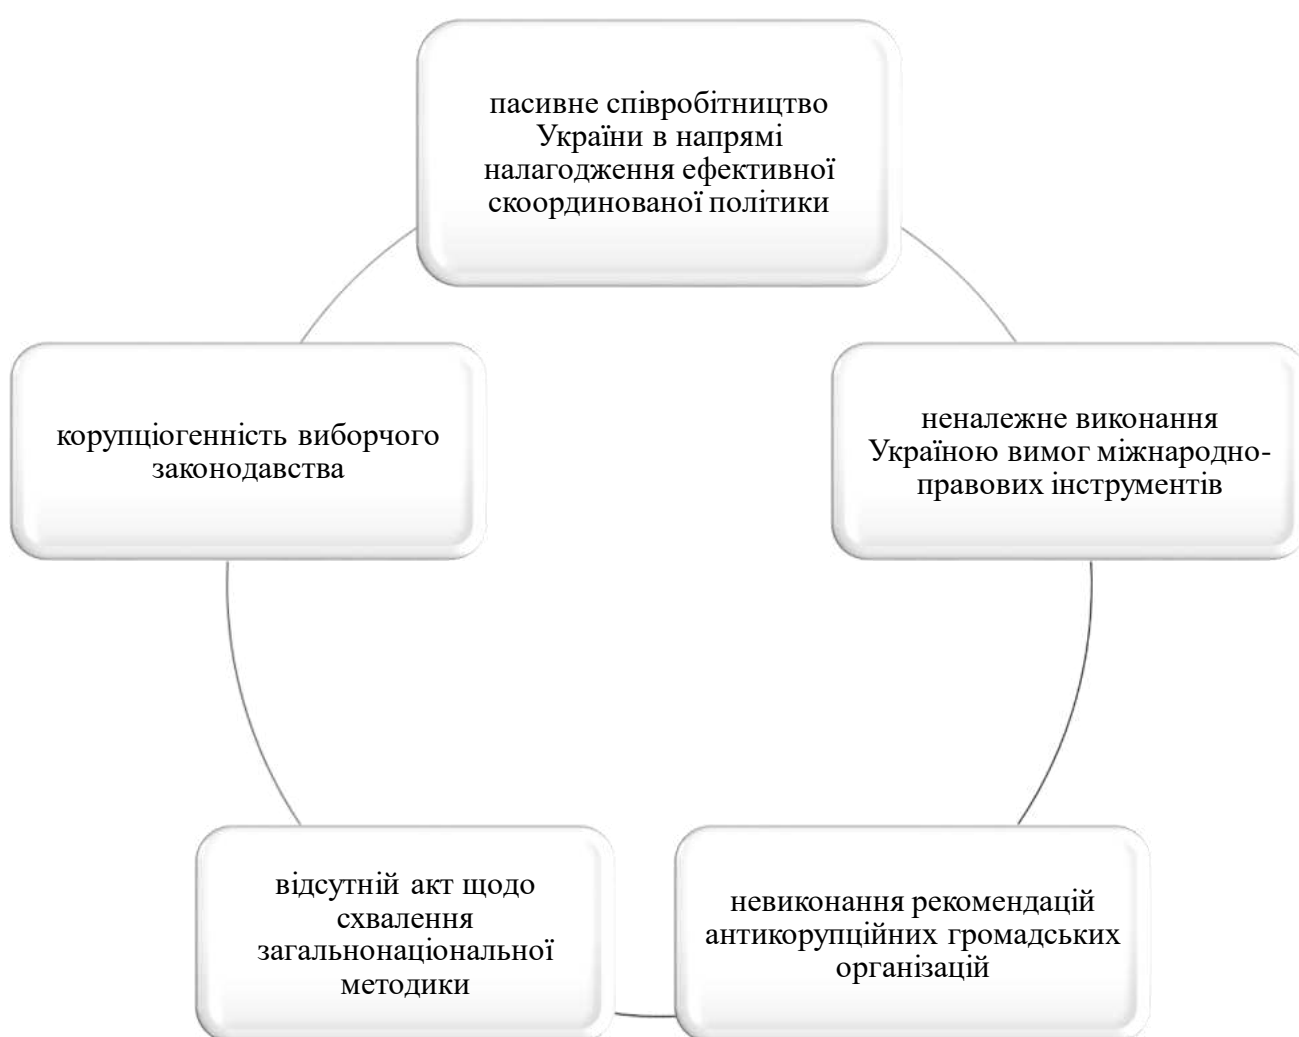 пасивне співробітництво
України в напрямі
налагодження ефективної
скоординованої політики
корупціогенність виборчого
законодавства
неналежне виконання
Україною вимог міжнародно-
правових інструментів
відсутній акт щодо
схвалення
загальнонаціональної
методики
невиконання рекомендацій
антикорупційних громадських
організацій